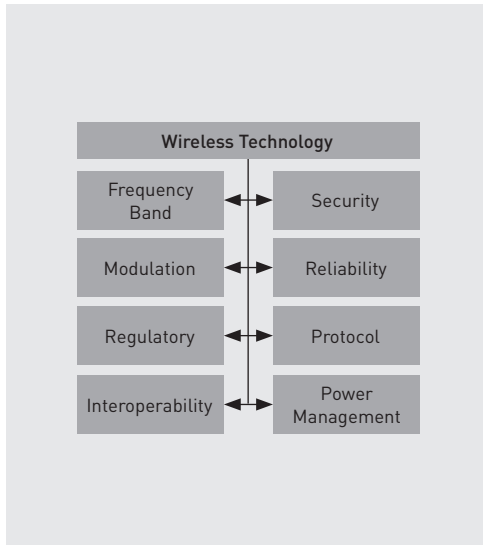 Wireless Technology
Frequency
Band
Security
Modulation
Reliability
Regulatory
Protocol
Interoperability
Power
Management